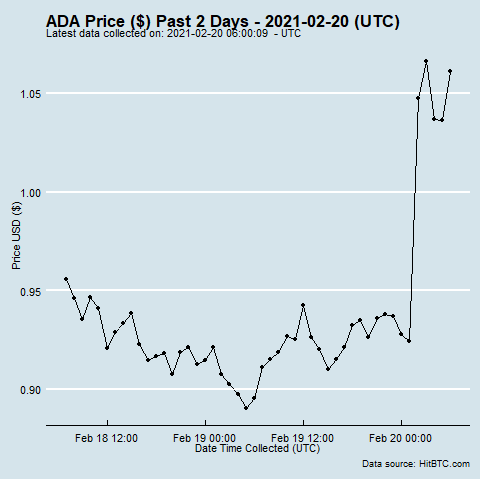 ADA Price ($) Past 2 Days - 2021-02-20 (UTC)
Latest data collected on: 2021-02-20 06:00:09 - UTC
1.05
1.00
0.95
0.90
Price USD ($)
Feb 18 12:00 Feb 19 00:00 Feb 19 12:00 Feb 20 00:00
Date Time Collected (UTC)
Data source: HitBTC.com